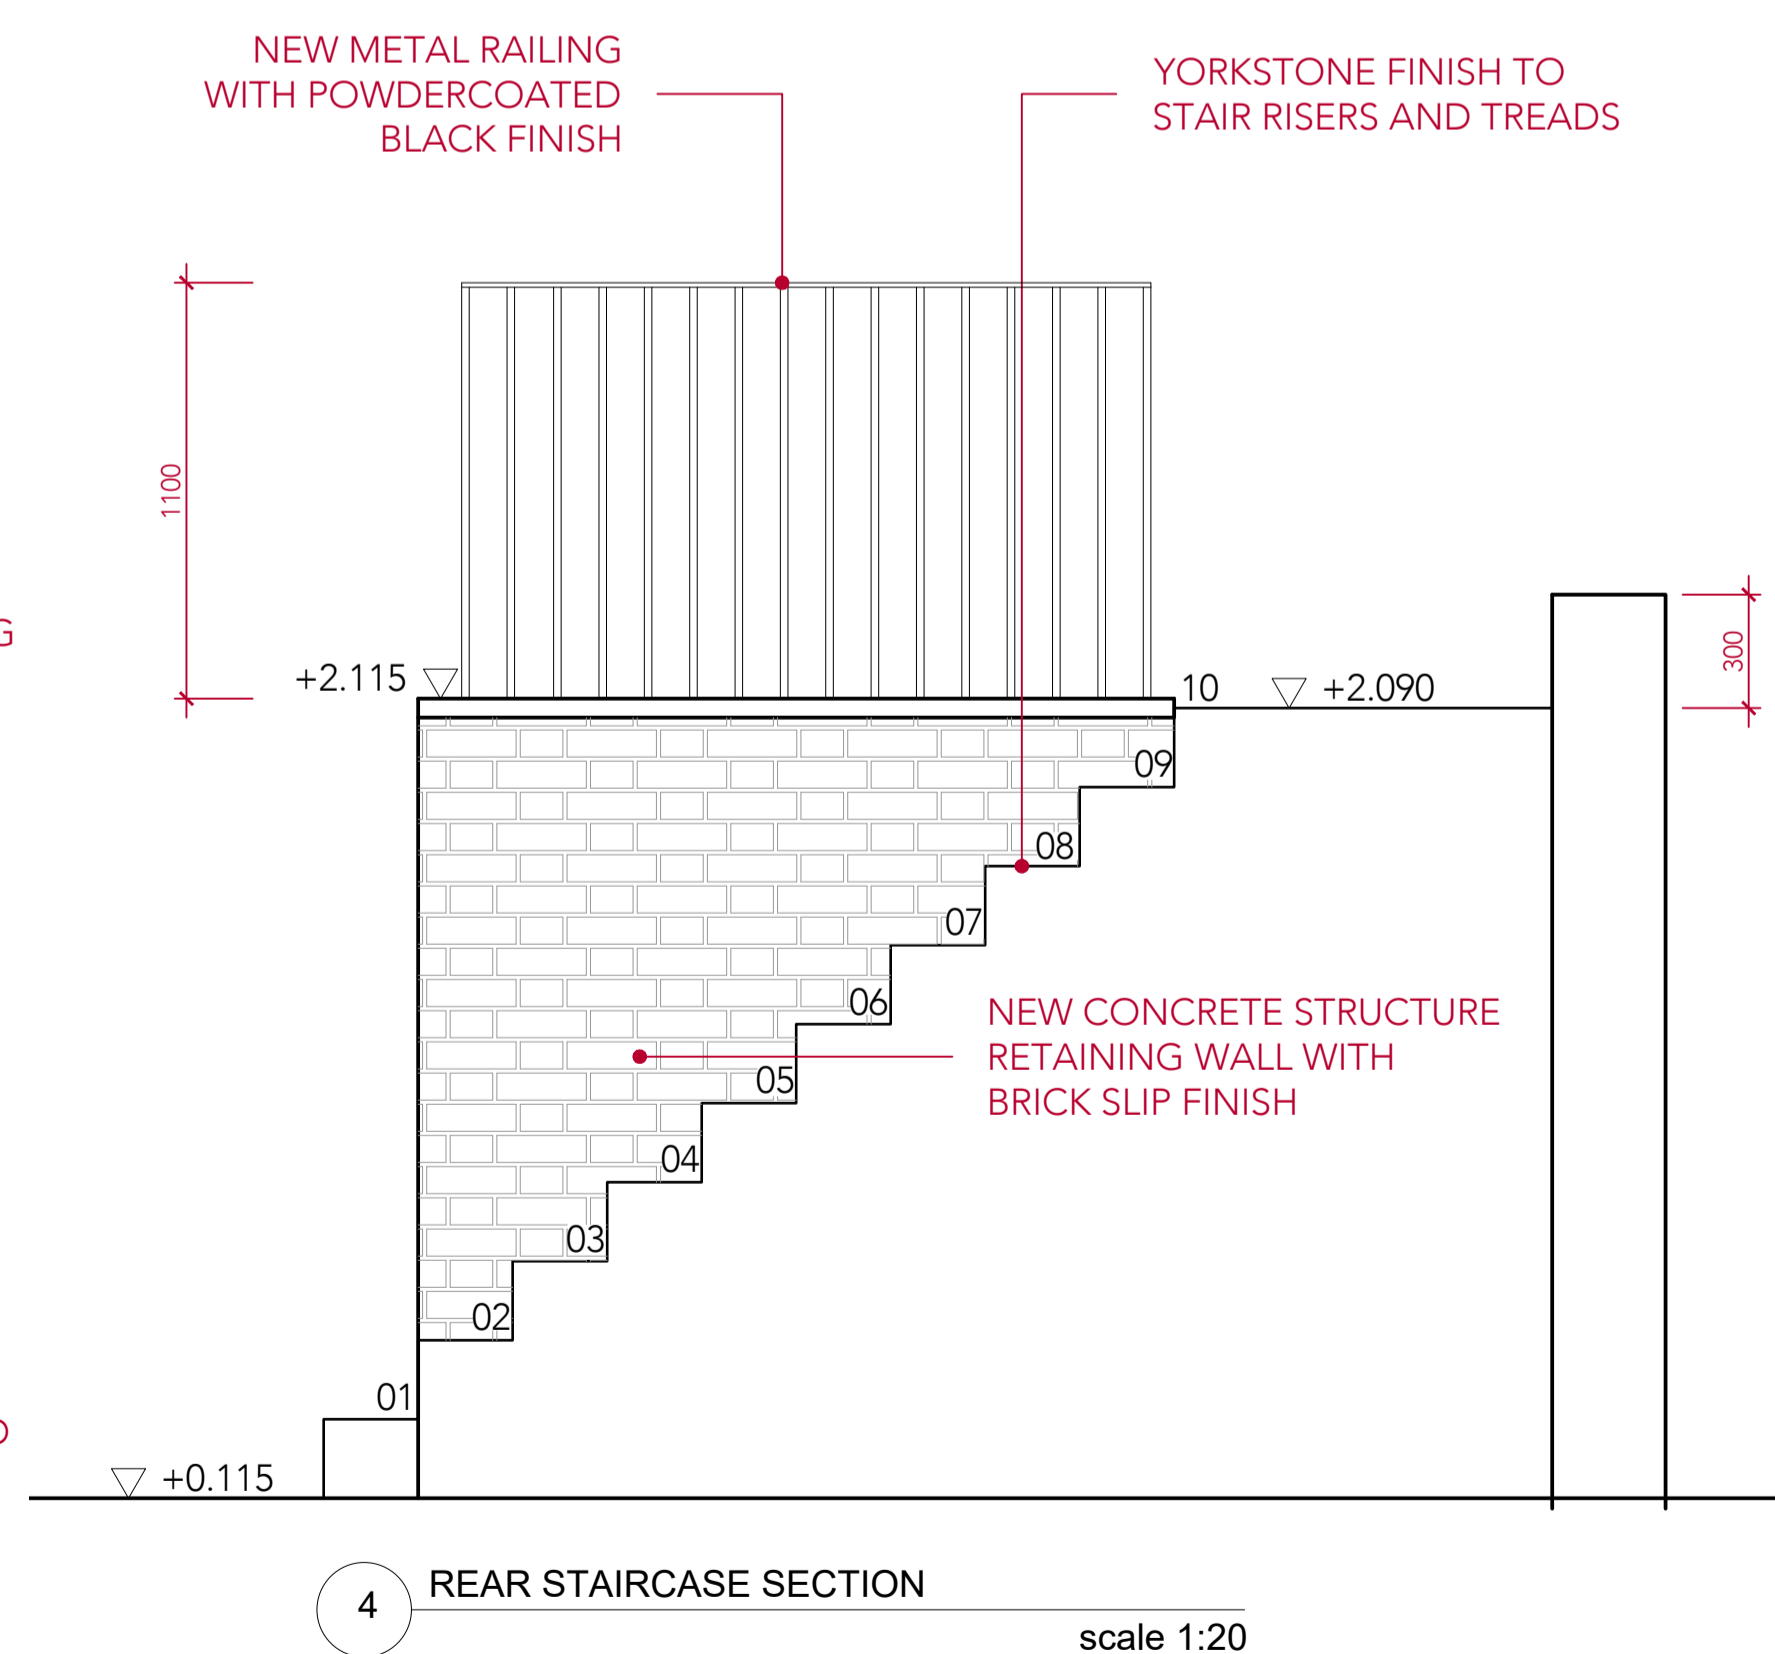 NEW METAL RAILING
WITH POWDERCOATED
BLACK FINISH
YORKSTONE FINISH TO
STAIR RISERS AND TREADS
1100
300
+2.115
10
+2.090
09
08
07
06
05
04
03
02
01
NEW CONCRETE STRUCTURE
RETAINING WALL WITH
BRICK SLIP FINISH
+0.115
4
REAR STAIRCASE SECTION
scale 1:20